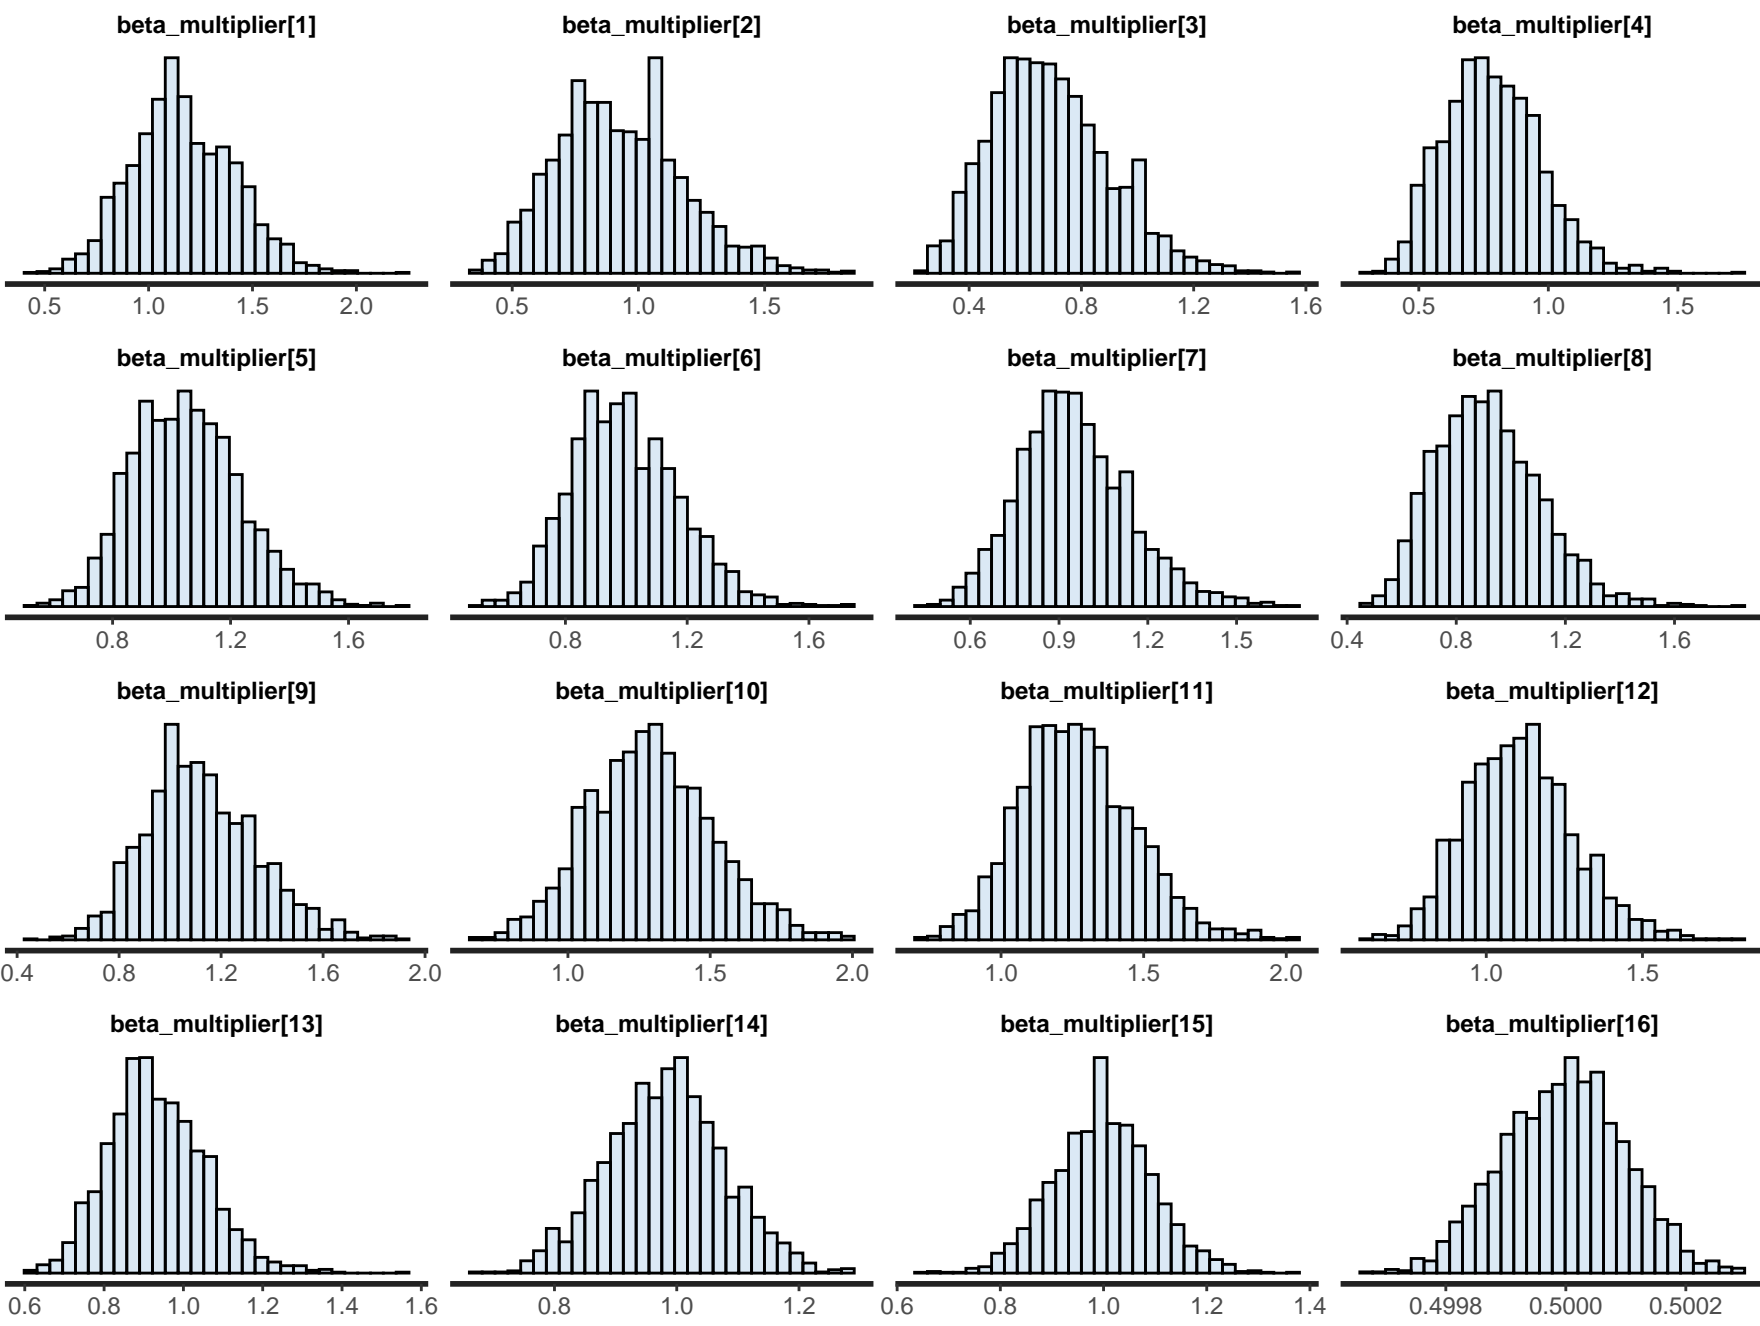 beta_multiplier[1] beta_multiplier[2] beta_multiplier[3] beta_multiplier[4]
0.5 1.0 1.5 2.0 0.5 1.0 1.5 0.4 0.8 1.2 1.6 0.5 1.0 1.5
beta_multiplier[5] beta_multiplier[6] beta_multiplier[7] beta_multiplier[8]
0.8 1.2 1.6 0.8 1.2 1.6 0.6 0.9 1.2 1.5 0.4 0.8 1.2 1.6
beta_multiplier[9] beta_multiplier[10] beta_multiplier[11] beta_multiplier[12]
0.4 0.8 1.2 1.6 2.0 1.0 1.5 2.0 1.0 1.5 2.0 1.0 1.5
beta_multiplier[13] beta_multiplier[14] beta_multiplier[15] beta_multiplier[16]
0.6 0.8 1.0 1.2 1.4 1.6 0.8 1.0 1.2 0.6 0.8 1.0 1.2 1.4 0.4998 0.5000 0.5002